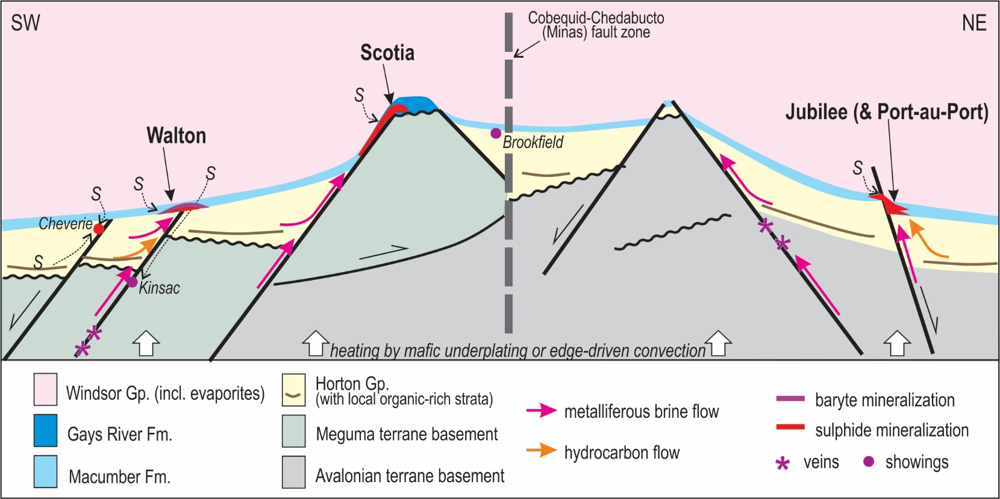 SW
Cobequid-Chedabucto
(Minas) fault zone
NE
Scotia
S
Jubilee (& Port-au-Port)
Walton
Brookfield
S
S
S
S
Cheverie
S
Kinsac
heating by mafic underplating or edge-driven convection
Windsor Gp. (incl. evaporites)
Gays River Fm.
Macumber Fm.
Horton Gp.
(with local organic-rich strata)
Meguma terrane basement
Avalonian terrane basement
metalliferous brine flow
hydrocarbon flow
baryte mineralization
sulphide mineralization
veins
showings